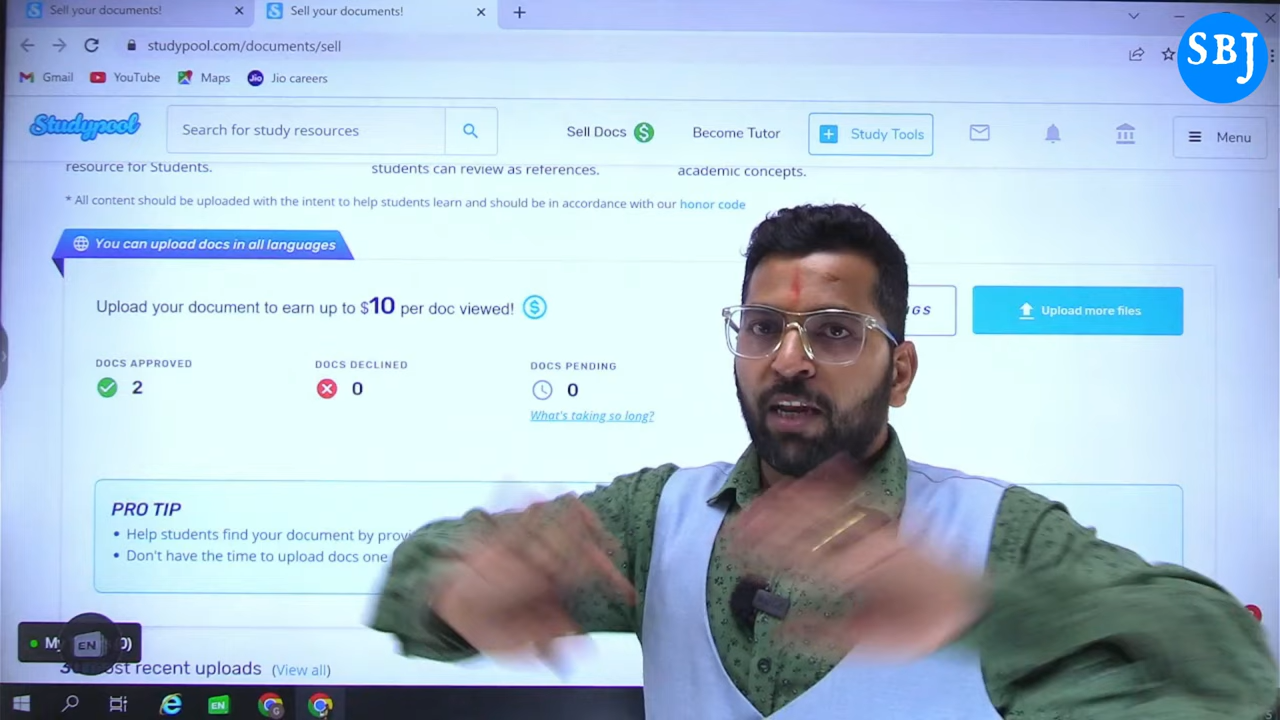 Sell your documents!
Sell your documents!
SBJ
studypool.com/documents/sell
Gmail
YouTube
Maps
Jio
Jio careers
Studypool
Search for study resources
Sell Docs $
Become Tutor
Study Tools
Menu
resource for Students.
students can review as references.
academic concepts.
* All content should be uploaded with the intent to help students learn and should be in accordance with our honor code
You can upload docs in all languages
Upload your document to earn up to $10 per doc viewed!
GS
Upload more files
DOCS APPROVED
2
DOCS DECLINED
0
DOCS PENDING
0
What's taking so long?
PRO TIP
• Help students find your document by
• Don't have the time to upload docs one
EN
0)
most recent uploads (View all)
EN